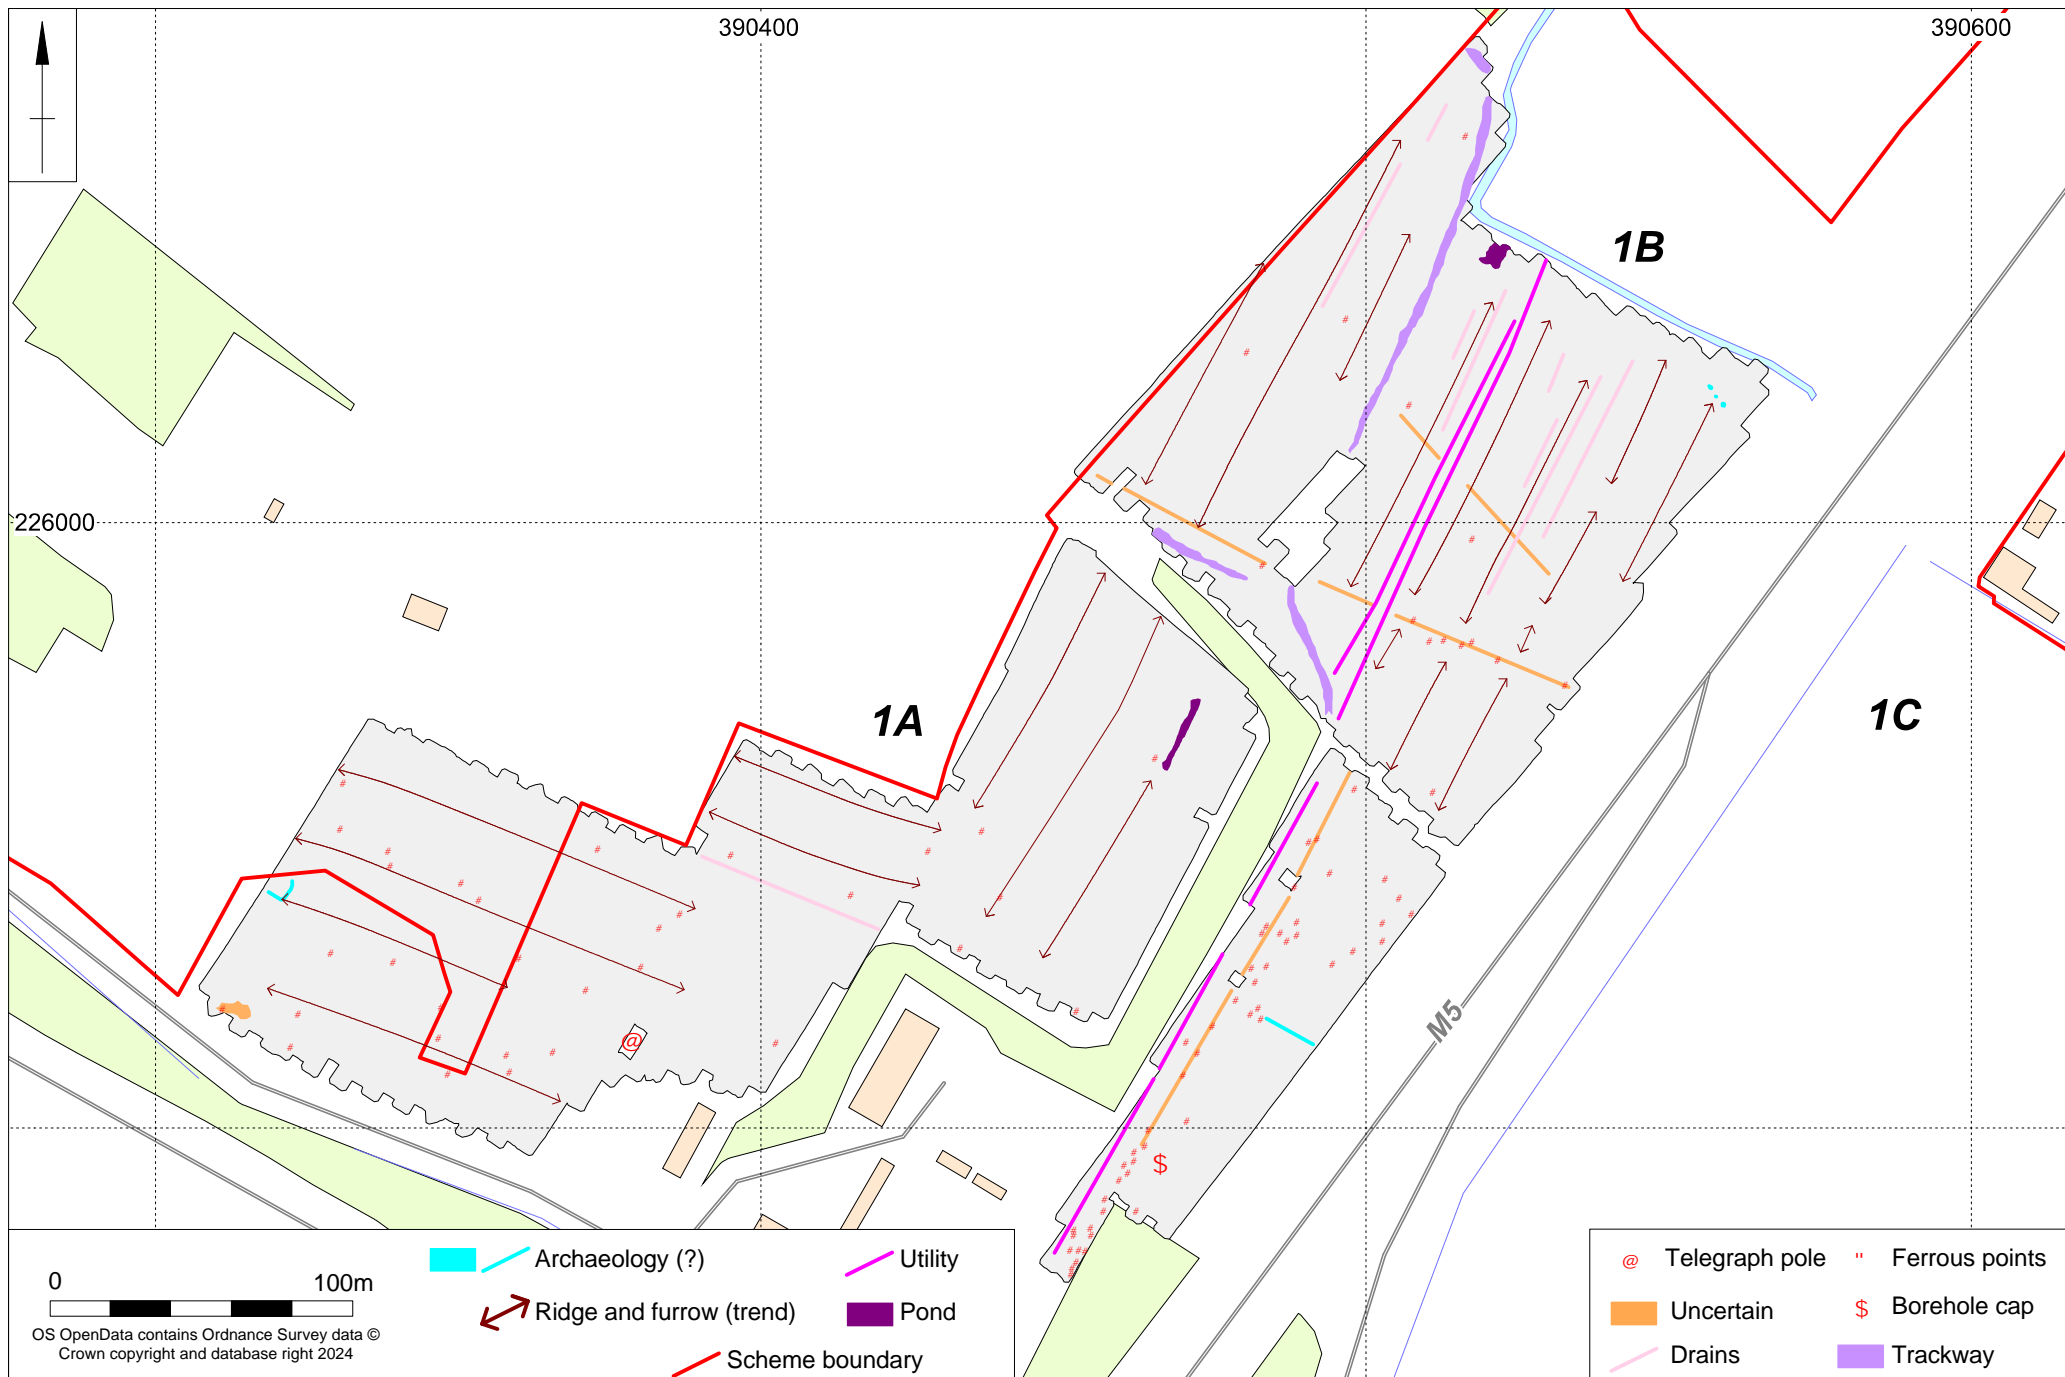 390400
390600
1B
226000
1A
1C
M5
@
$
0 100m
OS OpenData contains Ordnance Survey data ©
Crown copyright and database right 2024
Archaeology (?)
Utility
Ridge and furrow (trend)
Pond
Scheme boundary
@ Telegraph pole
" Ferrous points
Uncertain
$ Borehole cap
Drains
Trackway